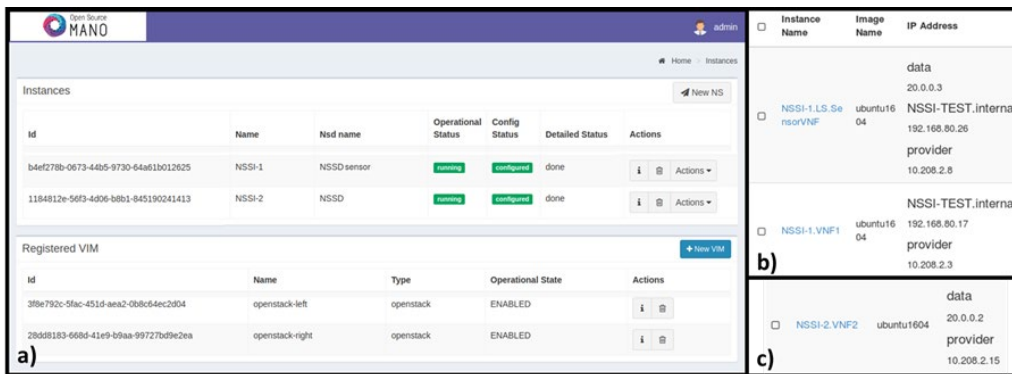 Open Source
MANO
admin
Home > Instances
Instances
New NS
Id Name Nsd name Operational Status Config Status Detailed Status Actions
b4ef278b-0673-44b5-9730-64a61b012625 NSSI-1 NSSD sensor running configured done i Actions
1184812e-56f3-4d06-b8b1-845190241413 NSSI-2 NSSD running configured done i Actions
Registered VIM
+ New VIM
Id Name Type Operational State Actions
3f8e792c-5fac-451d-aea2-0b8c64ec2d04 openstack-left openstack ENABLED i
28dd8183-668d-41e9-b9aa-99727bd9e2ea openstack-right openstack ENABLED i
a)
Instance Name Image Name IP Address
data
20.0.0.3
NSSI-1.LS.Se
nsorVNF
ubuntu16
04
NSSI-TEST.interna
192.168.80.26
provider
10.208.2.8
NSSI-TEST.interna
NSSI-1.VNF1
ubuntu16
04
192.168.80.17
provider
10.208.2.3
b)
data
20.0.0.2
NSSI-2.VNF2 ubuntu1604
provider
10.208.2.15
c)